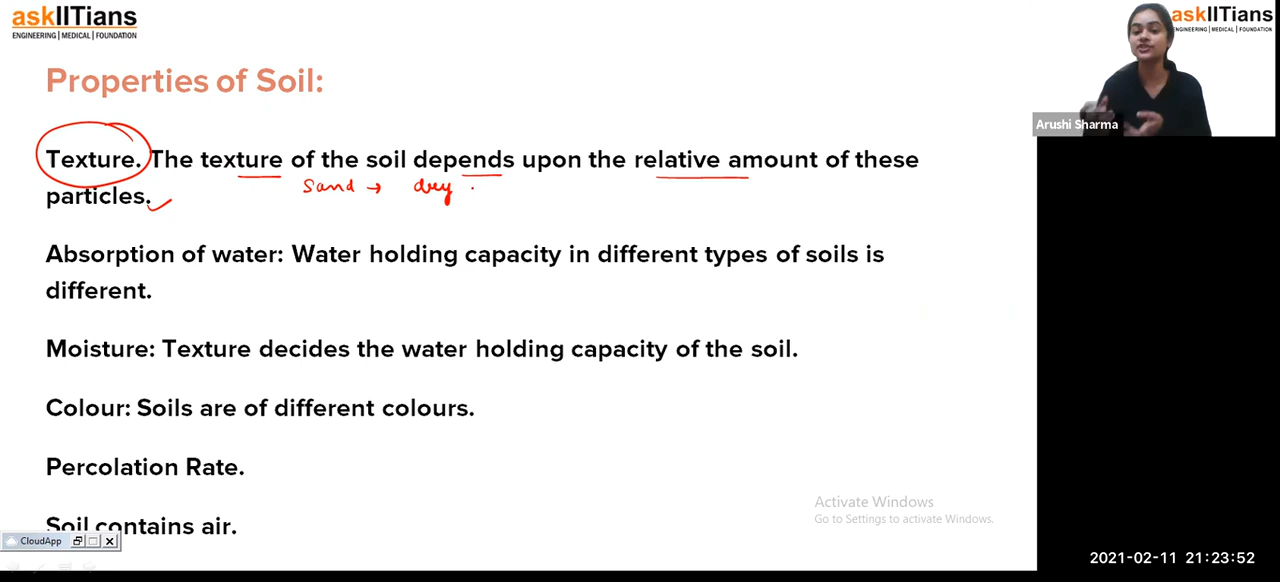 askIITians
ENGINEERING | MEDICAL | FOUNDATION
askIITians
ENGINEERING | MEDICAL | FOUNDATION
Properties of Soil:
Arushi Sharma
Texture. The texture of the soil depends upon the relative amount of these
sand → dry
particles.
Absorption of water: Water holding capacity in different types of soils is
different.
Moisture: Texture decides the water holding capacity of the soil.
Colour: Soils are of different colours.
Percolation Rate.
Activate Windows
Go to Settings to activate Windows.
Soil contains air.
CloudApp
2021-02-11 21:23:52